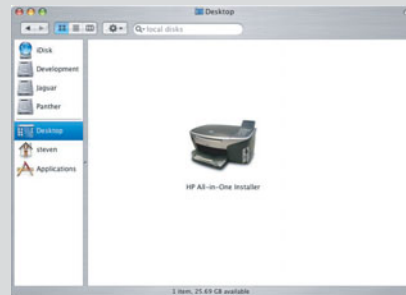 Desktop
Q- local disks
iDisk
Development
Jaguar
Panther
Desktop
steven
Applications
HP All-in-One Installer
1 item, 25.69 GB available